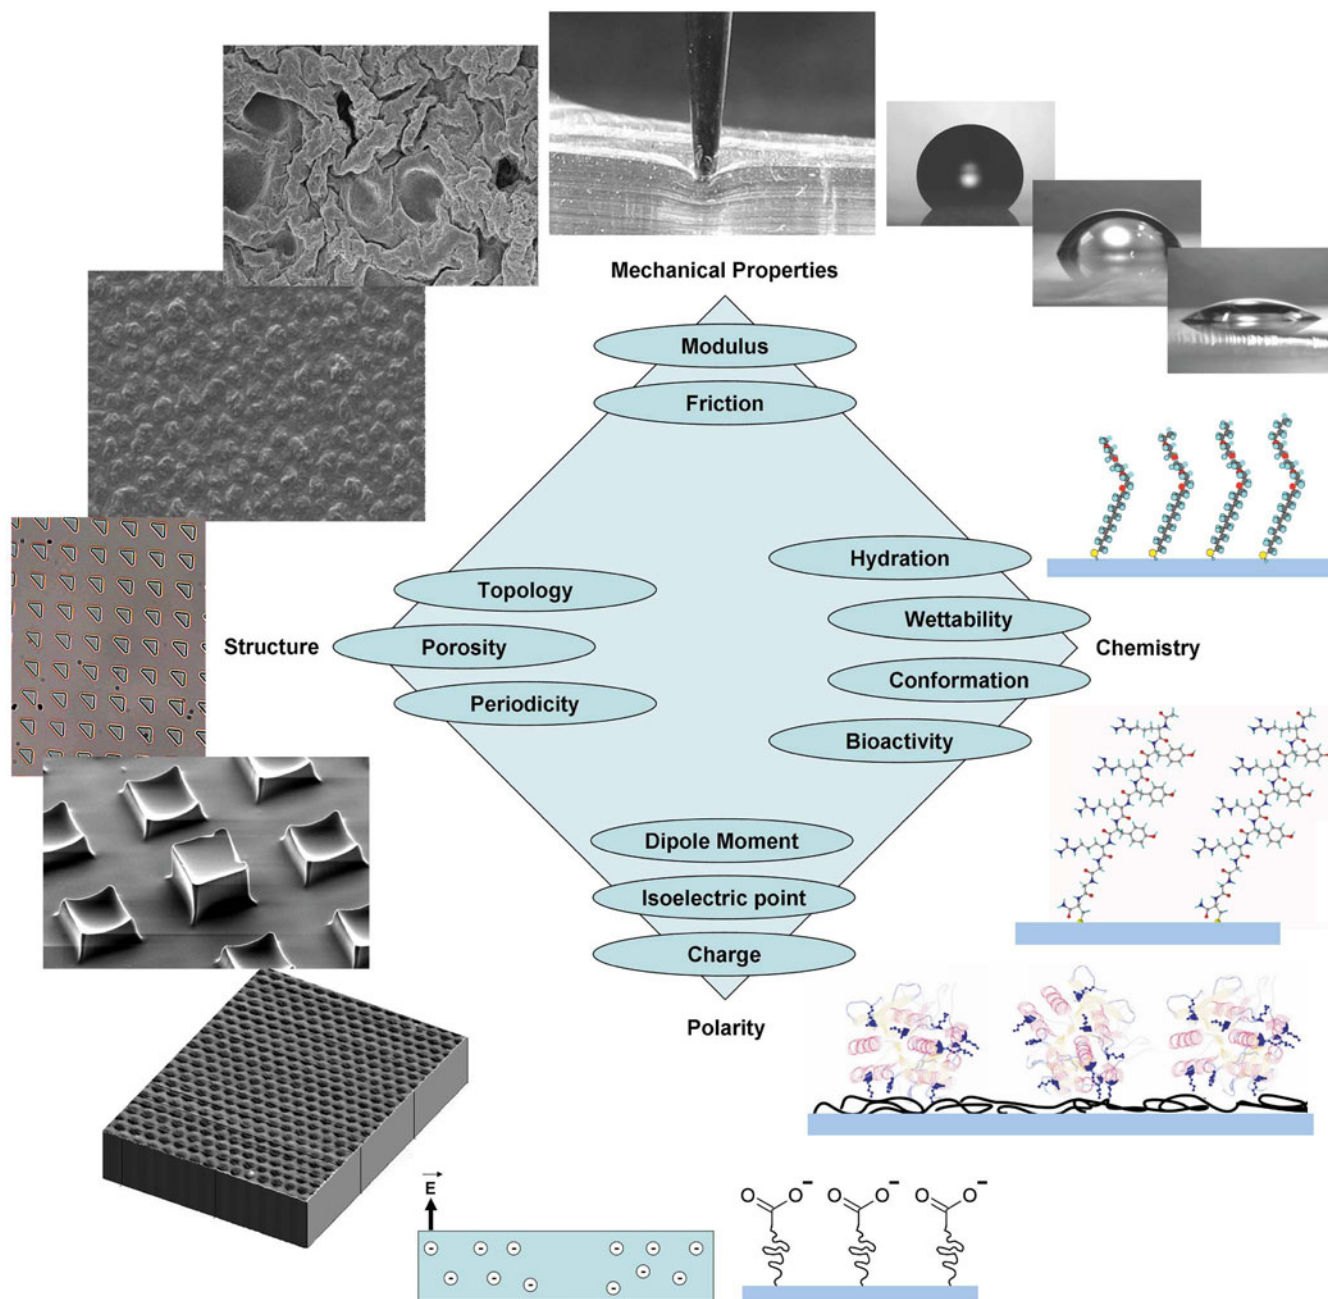 Mechanical Properties
Modulus
Friction
Hydration
Topology
Wettability
Structure
Porosity
Chemistry
Conformation
Periodicity
Bioactivity
Dipole Moment
Isoelectric point
Charge
Polarity
E
O O-
O O-
O O-